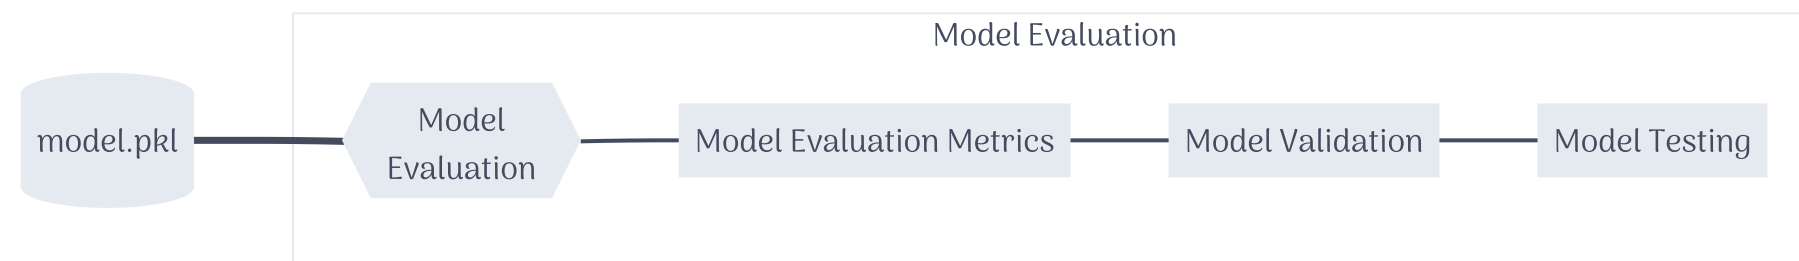 Model Evaluation
model.pkl
Model
Evaluation
Model Evaluation Metrics
Model Validation
Model Testing